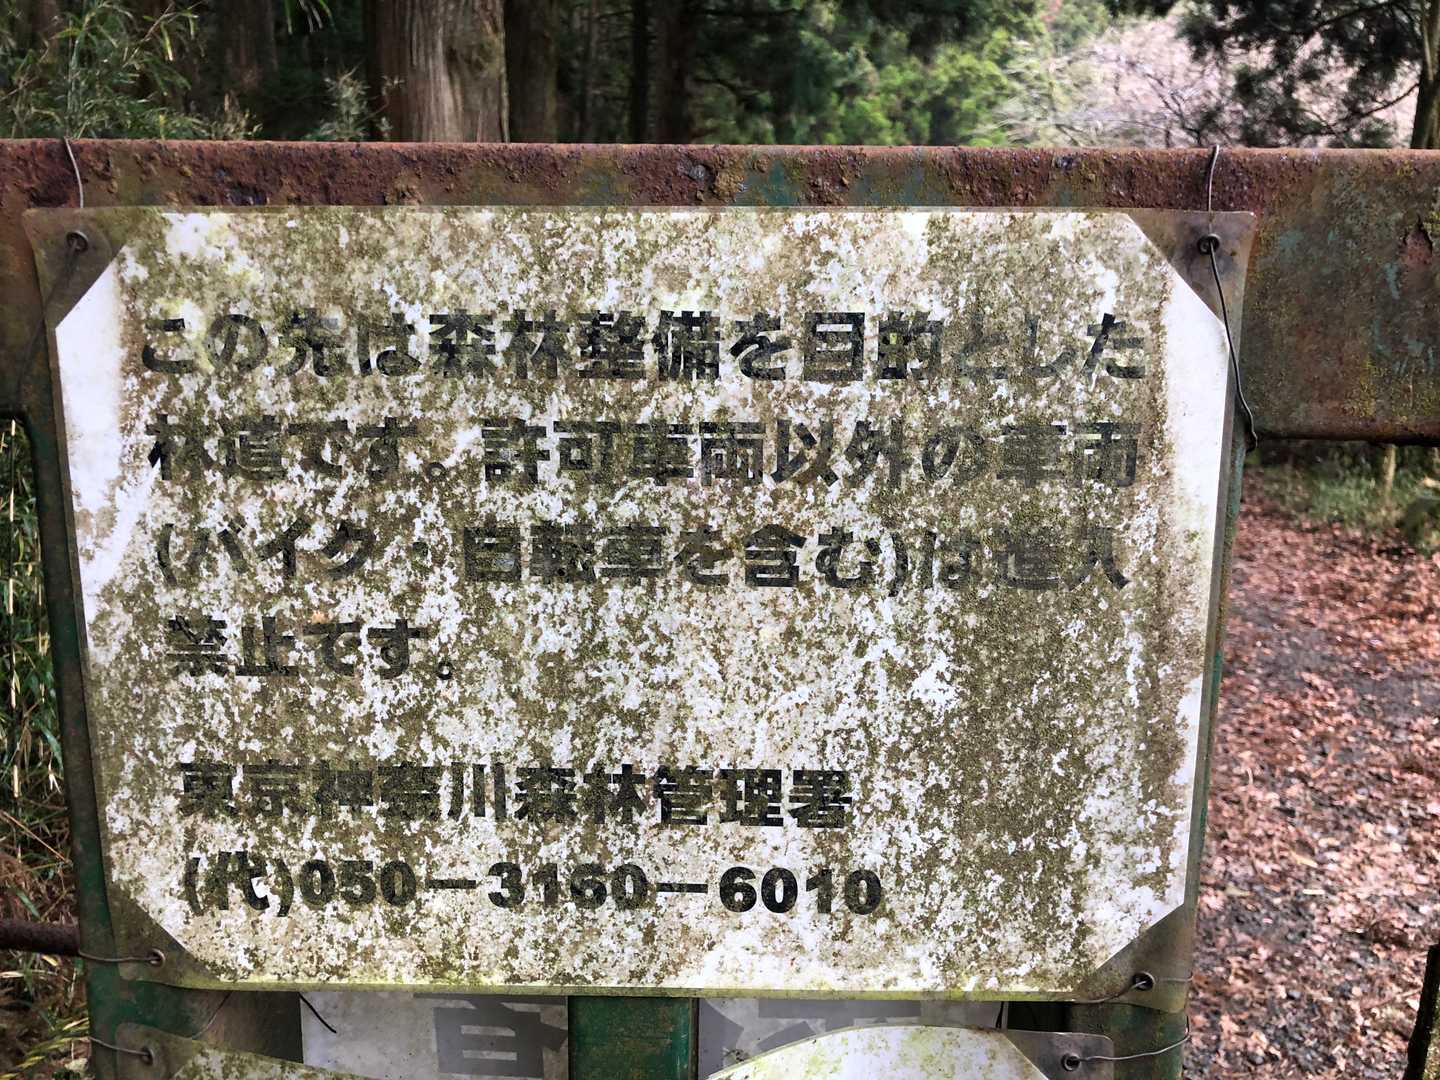 この先は森林整備を目的とした
林道です。許可車両以外の車両
(バイク・自転車を含む)は進入
禁止です。
東京神奈川森林管理署
(代)050－3160－6010